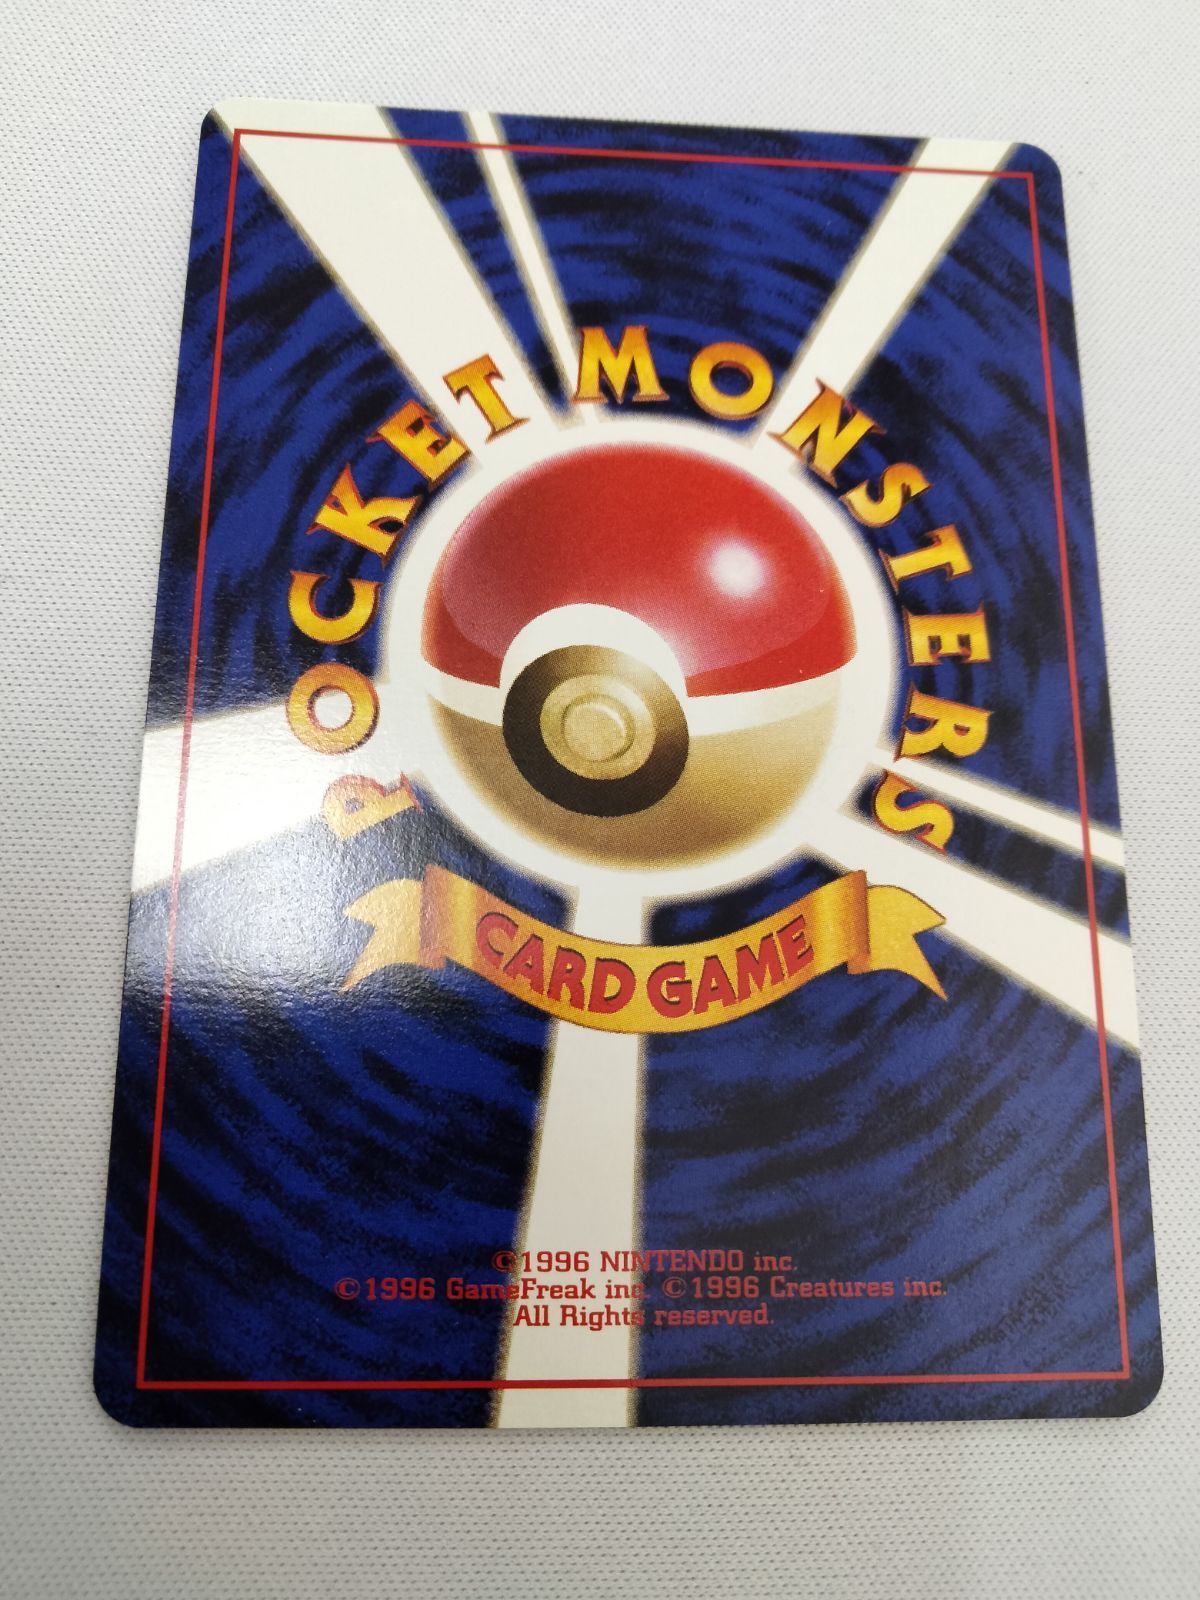 POCKET MONSTERS
CARD GAME
©1996 NINTENDO inc.
©1996 GameFreak inc. ©1996 Creatures inc.
All Rights reserved.